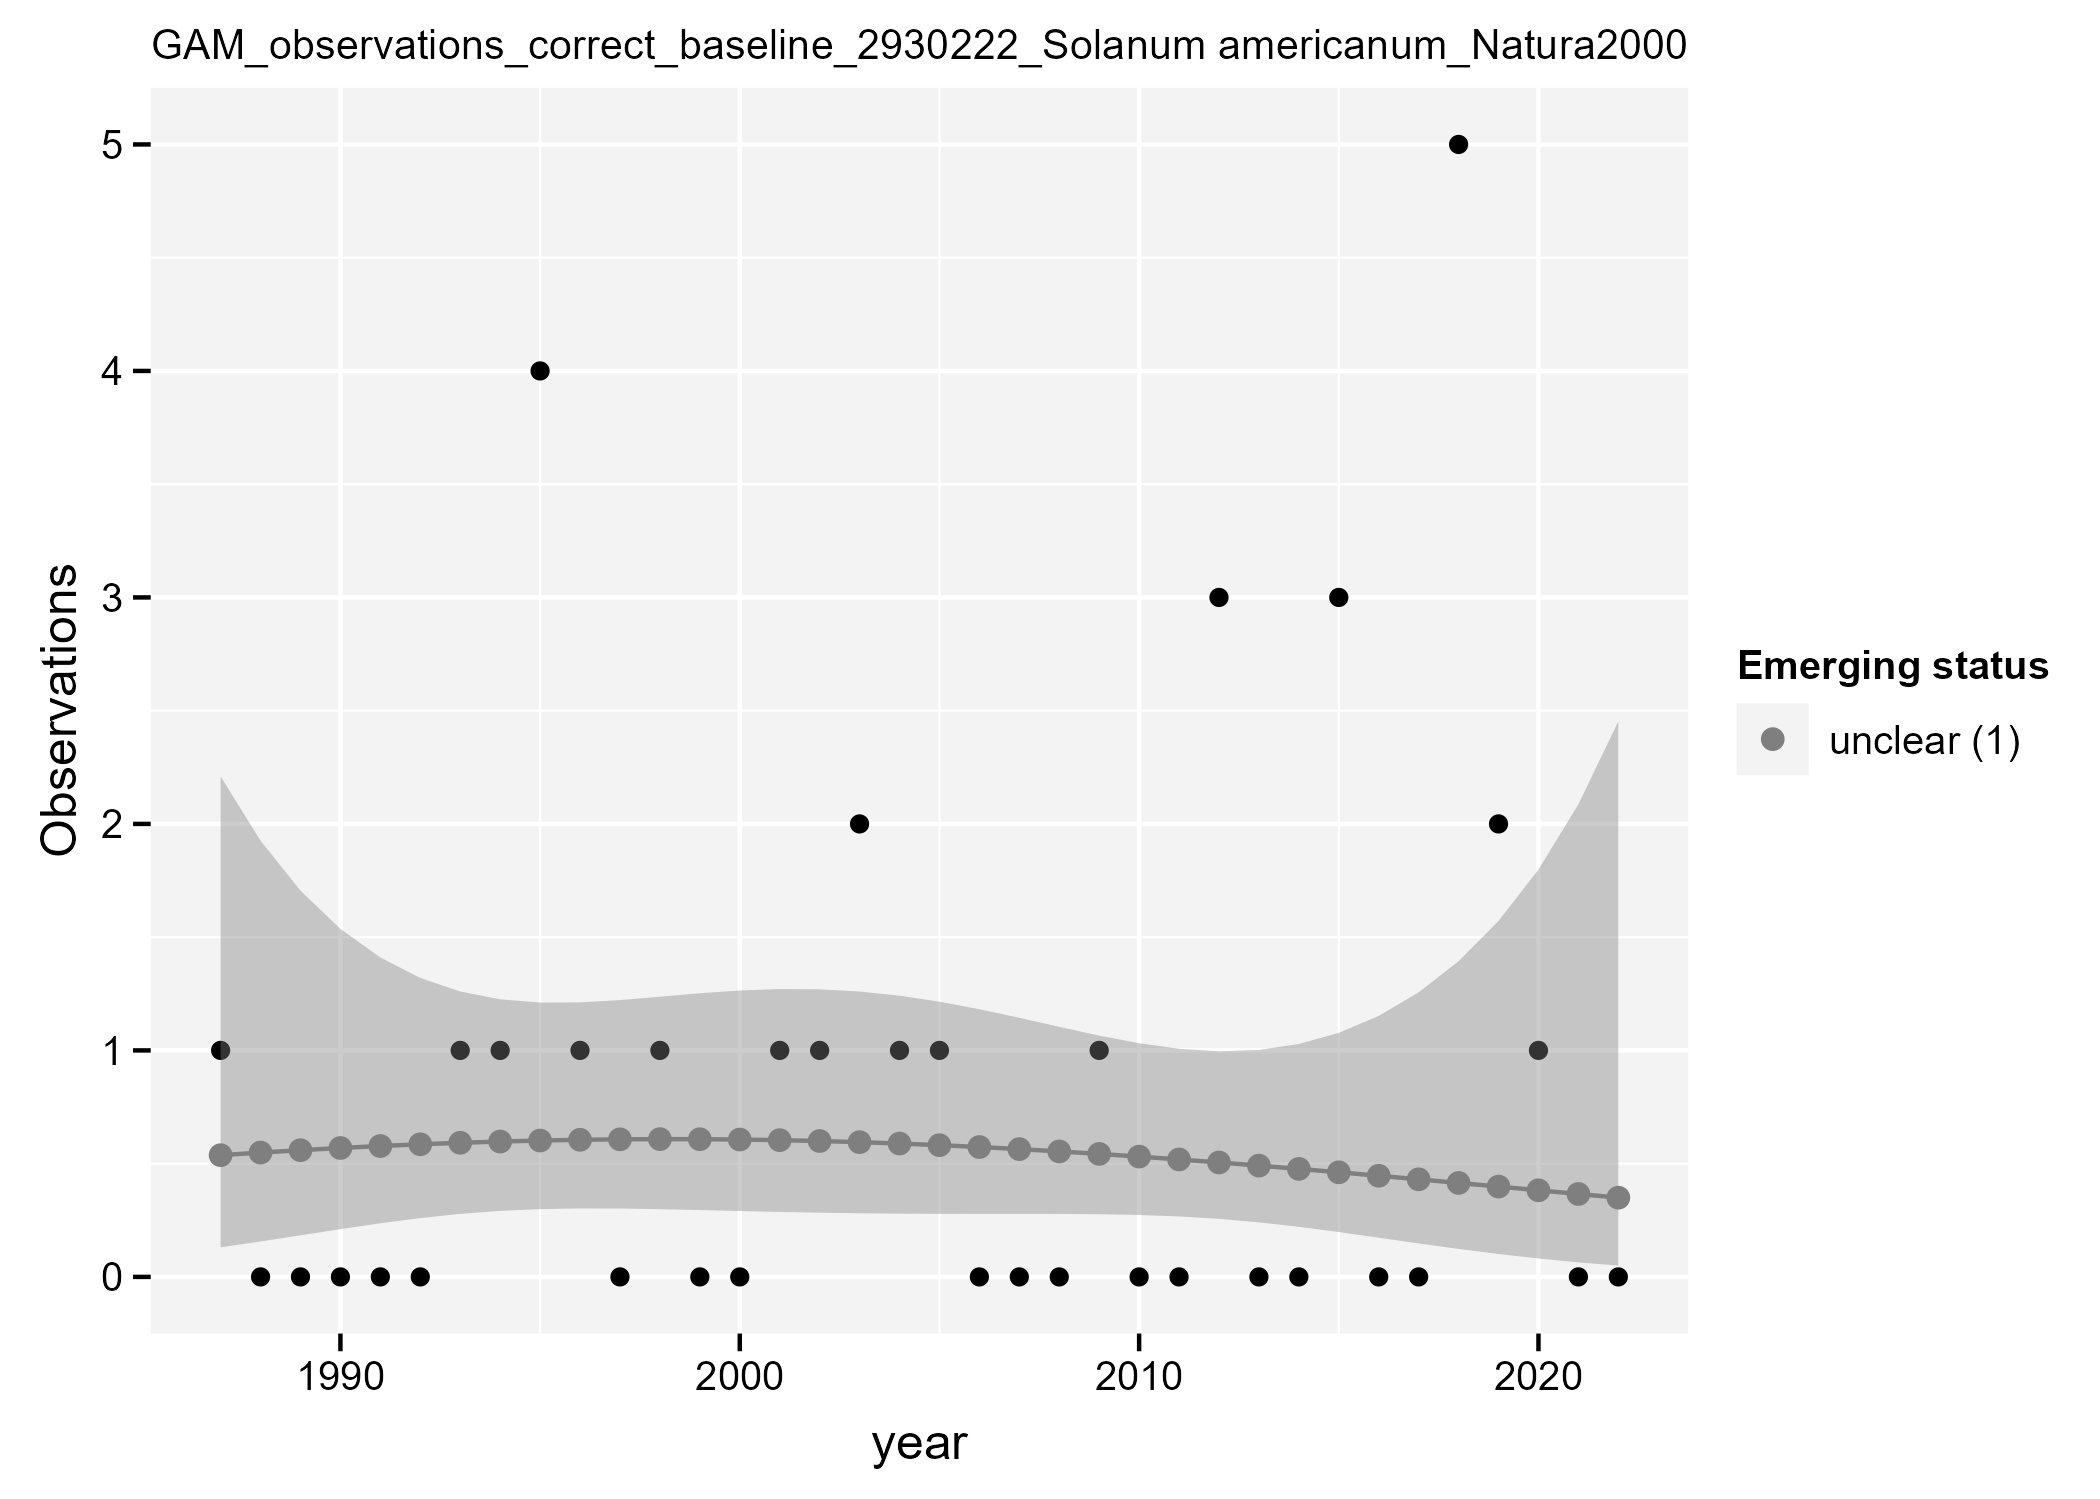 GAM_observations_correct_baseline_2930222_Solanum americanum_Natura2000
5
4
3
2
1
0
Observations
1990 2000 2010 2020
year
Emerging status
unclear (1)